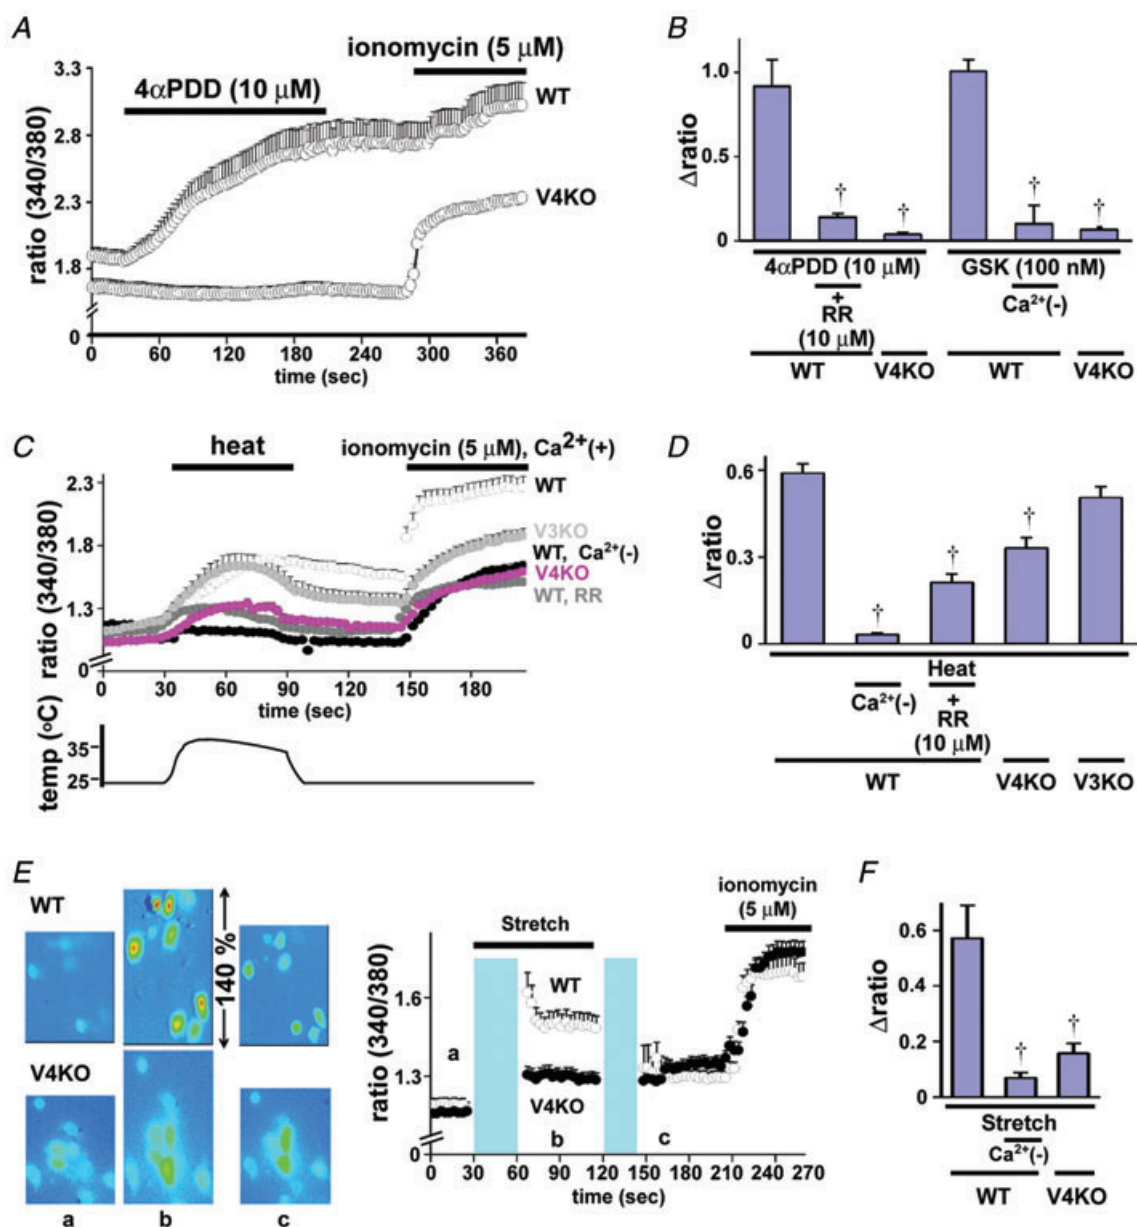 A
ionomycin (5 μM)
4αPDD (10 μM)
WT
V4KO
ratio (340/380)
3.3
2.8
2.3
1.8
0
0 60 120 180 240 300 360
time (sec)
B
Δratio
1.0
0.5
0
† † † †
4αPDD (10 μM) GSK (100 nM)
+
RR
(10 μM)
Ca²⁺(-)
WT V4KO WT V4KO
C
heat
ionomycin (5 μM), Ca²⁺(+)
WT
V3KO
WT, Ca²⁺(-)
V4KO
WT, RR
ratio (340/380)
2.3
1.8
1.3
0
0 30 60 90 120 150 180
time (sec)
temp (°C)
35
25
D
Δratio
0.6
0.3
0
† † †
Heat
Ca²⁺(-)
+
RR
(10 μM)
WT V4KO V3KO
E
WT
140 %
V4KO
a b c
ionomycin
(5 μM)
Stretch
WT
V4KO
a
b
c
ratio (340/380)
1.6
1.3
0
0 30 60 90 120 150 180 210 240 270
time (sec)
F
Δratio
0.6
0.4
0.2
0
† †
Stretch
Ca²⁺(-)
WT V4KO